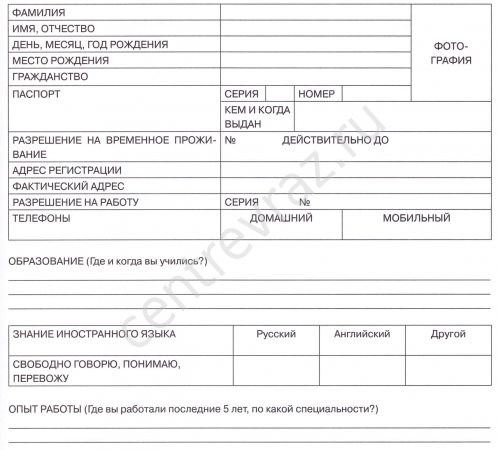 ФАМИЛИЯ
ИМЯ, ОТЧЕСТВО
ДЕНЬ, МЕСЯЦ, ГОД РОЖДЕНИЯ
МЕСТО РОЖДЕНИЯ
ГРАЖДАНСТВО
ФОТО-
ГРАФИЯ
ПАСПОРТ СЕРИЯ НОМЕР
КЕМ И КОГДА
ВЫДАН
РАЗРЕШЕНИЕ НА ВРЕМЕННОЕ ПРОЖИ-
ВАНИЕ
№ ДЕЙСТВИТЕЛЬНО ДО
АДРЕС РЕГИСТРАЦИИ
ФАКТИЧЕСКИЙ АДРЕС
РАЗРЕШЕНИЕ НА РАБОТУ СЕРИЯ №
ТЕЛЕФОНЫ ДОМАШНИЙ МОБИЛЬНЫЙ
ОБРАЗОВАНИЕ (Где и когда вы учились?)
ЗНАНИЕ ИНОСТРАННОГО ЯЗЫКА Русский Английский Другой
СВОБОДНО ГОВОРЮ, ПОНИМАЮ,
ПЕРЕВОЖУ
ОПЫТ РАБОТЫ (Где вы работали последние 5 лет, по какой специальности?)
centrevraz.ru